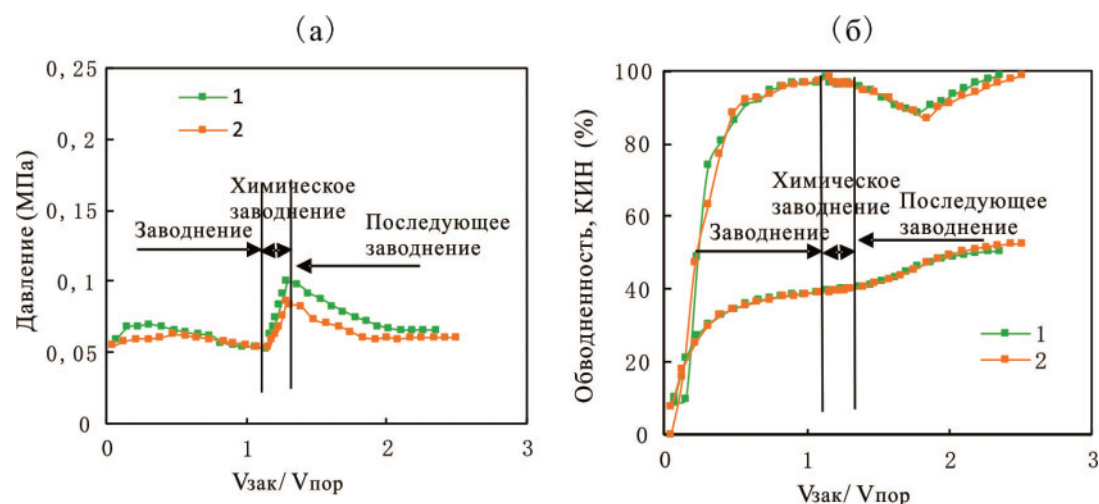 (а)
0, 25
0, 2
0, 15
0, 1
0, 05
0
Давление (МПа)
1
2
Химическое
заводнение
Заводнение
Последующее
заводнение
0
1
2
3
Vзак/ Vпор
(б)
100
80
60
40
20
0
Обводненность, КИН (%)
Химическое
заводнение
Заводнение
Последующее
заводнение
1
2
0
1
2
3
Vзак/ Vпор